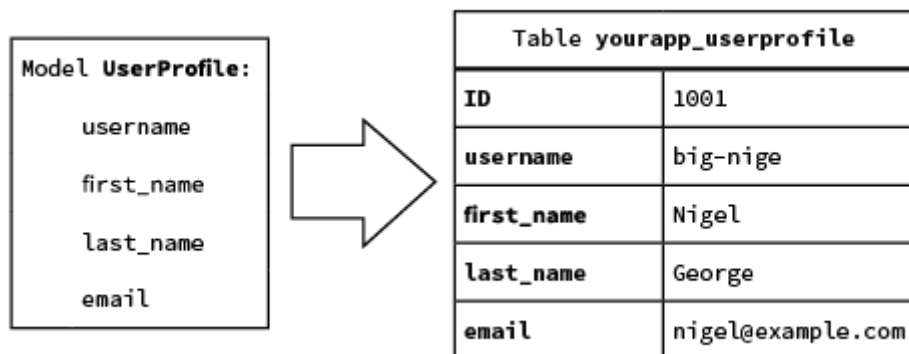 Model UserProfile:
username
first_name
last_name
email
Table yourapp_userprofile
ID 1001
username big-nige
first_name Nigel
last_name George
email nigel@example.com